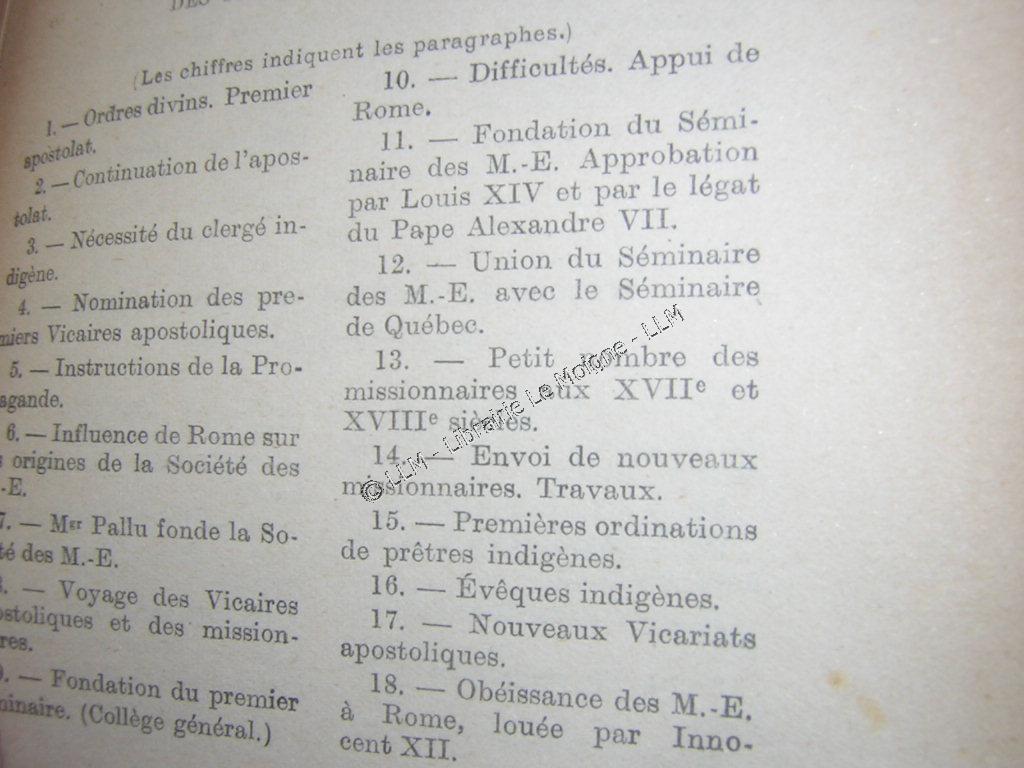 DES
(Les chiffres indiquent les paragraphes.)
1. — Ordres divins. Premier
apostolat.
2. — Continuation de l'apos-
tolat.
3. — Nécessité du clergé in-
digène.
4. — Nomination des pre-
miers Vicaires apostoliques.
5. — Instructions de la Pro-
agande.
6. — Influence de Rome sur
s origines de la Société des
-E.
7. — Mgr Pallu fonde la So-
té des M.-E.
8. — Voyage des Vicaires
ostoliques et des mission-
res.
9. — Fondation du premier
minaire. (Collège général.)
10. — Difficultés. Appui de
Rome.
11. — Fondation du Sémi-
naire des M.-E. Approbation
par Louis XIV et par le légat
du Pape Alexandre VII.
12. — Union du Séminaire
des M.-E. avec le Séminaire
de Québec.
13. — Petit nombre des
missionnaires aux XVIIe et
XVIIIe siècles.
14. — Envoi de nouveaux
missionnaires. Travaux.
15. — Premières ordinations
de prêtres indigènes.
16. — Évêques indigènes.
17. — Nouveaux Vicariats
apostoliques.
18. — Obéissance des M.-E.
à Rome, louée par Inno-
cent XII.
© LLM - Librairie Le Moigne - LLM